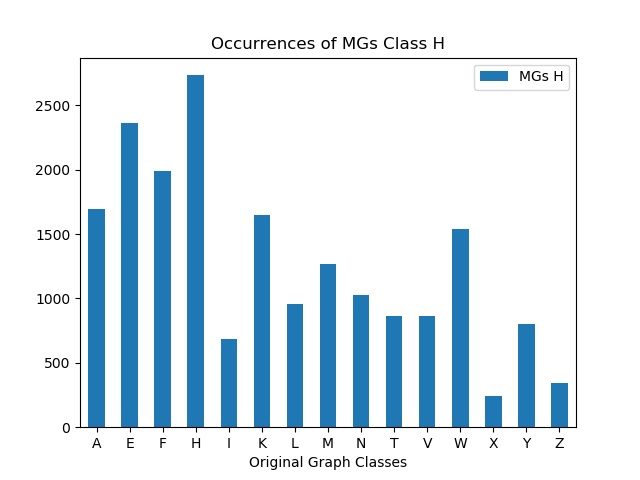 Occurrences of MGs Class H
MGs H
2500
2000
1500
1000
500
0
A E F H I K L M N T V W X Y Z
Original Graph Classes